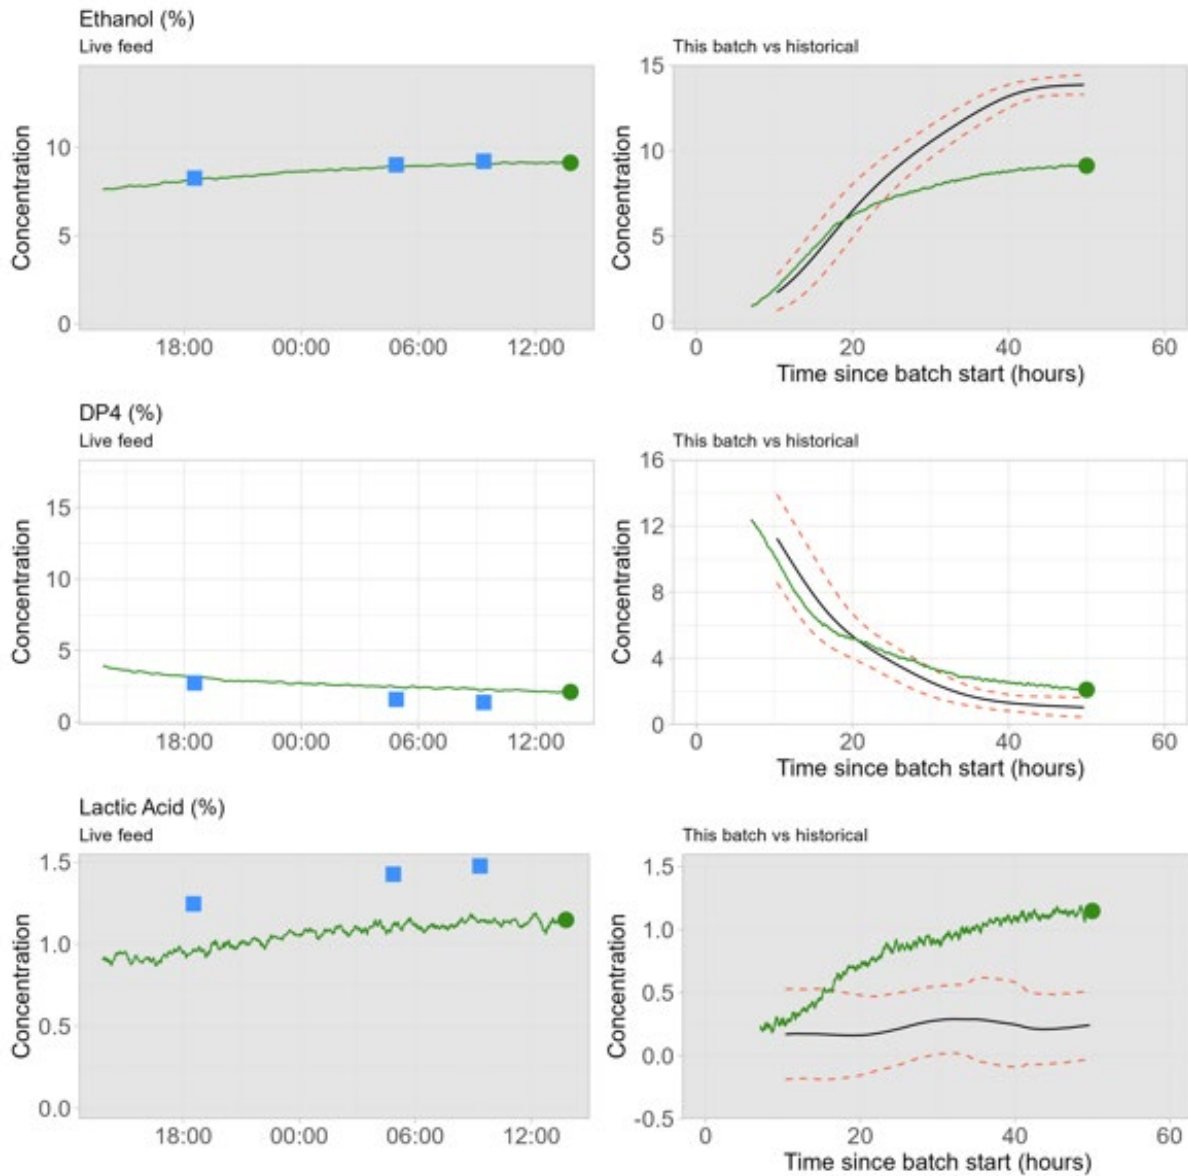 Ethanol (%)
Live feed
This batch vs historical
Concentration
10
5
0
18:00 00:00 06:00 12:00
Concentration
15
10
5
0
0 20 40 60
Time since batch start (hours)
DP4 (%)
Live feed
This batch vs historical
Concentration
15
10
5
0
18:00 00:00 06:00 12:00
Concentration
16
12
8
4
0
0 20 40 60
Time since batch start (hours)
Lactic Acid (%)
Live feed
This batch vs historical
Concentration
1.5
1.0
0.5
0.0
18:00 00:00 06:00 12:00
Concentration
1.5
1.0
0.5
0.0
-0.5
0 20 40 60
Time since batch start (hours)